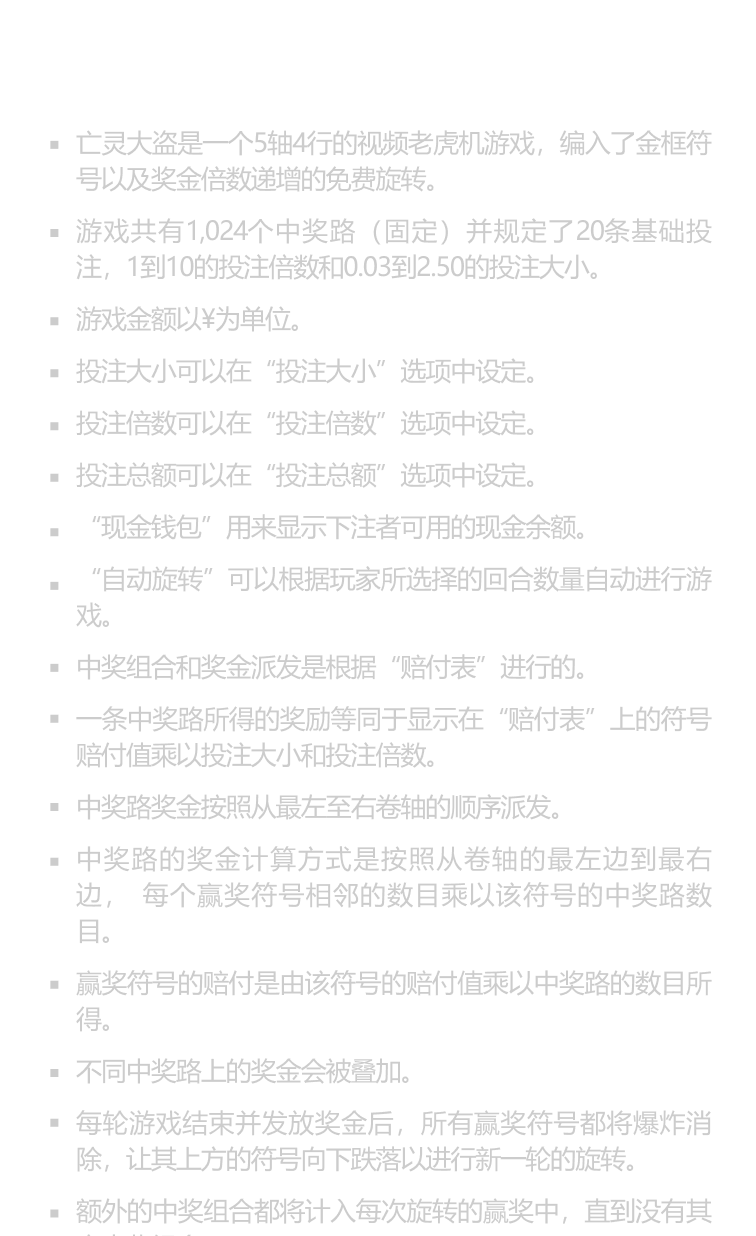 ▪ 亡灵大盗是一个5轴4行的视频老虎机游戏，编入了金框符
号以及奖金倍数递增的免费旋转。
▪ 游戏共有1,024个中奖路（固定）并规定了20条基础投
注，1到10的投注倍数和0.03到2.50的投注大小。
▪ 游戏金额以¥为单位。
▪ 投注大小可以在“投注大小”选项中设定。
▪ 投注倍数可以在“投注倍数”选项中设定。
▪ 投注总额可以在“投注总额”选项中设定。
▪ “现金钱包”用来显示下注者可用的现金余额。
▪ “自动旋转”可以根据玩家所选择的回合数量自动进行游
戏。
▪ 中奖组合和奖金派发是根据“赔付表”进行的。
▪ 一条中奖路所得的奖励等同于显示在“赔付表”上的符号
赔付值乘以投注大小和投注倍数。
▪ 中奖路奖金按照从最左至右卷轴的顺序派发。
▪ 中奖路的奖金计算方式是按照从卷轴的最左边到最右
边， 每个赢奖符号相邻的数目乘以该符号的中奖路数
目。
▪ 赢奖符号的赔付是由该符号的赔付值乘以中奖路的数目所
得。
▪ 不同中奖路上的奖金会被叠加。
▪ 每轮游戏结束并发放奖金后，所有赢奖符号都将爆炸消
除，让其上方的符号向下跌落以进行新一轮的旋转。
▪ 额外的中奖组合都将计入每次旋转的赢奖中，直到没有其